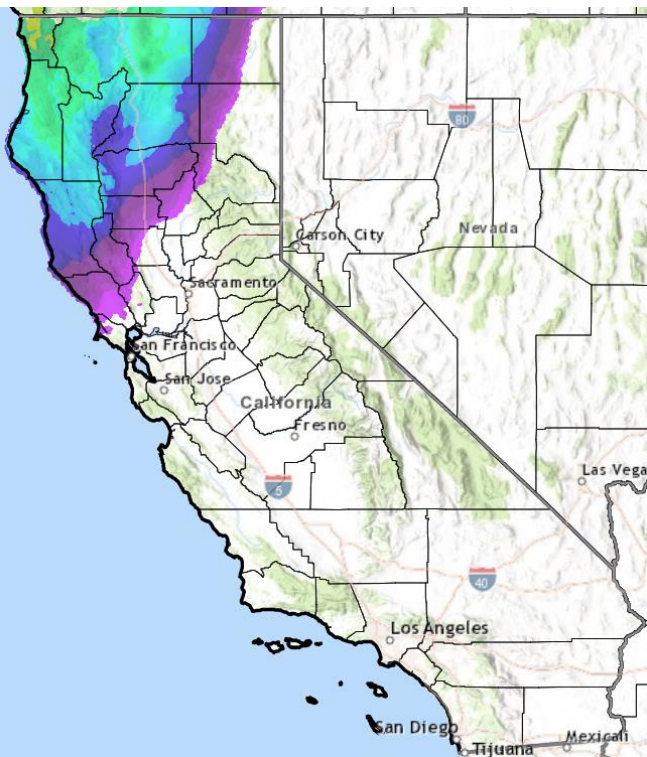 80
Nevada
Carson City
Sacramento
San Francisco
San Jose
California
Fresno
Las Vega
5
40
Los Angeles
San Diego
Mexicali
Tijuana